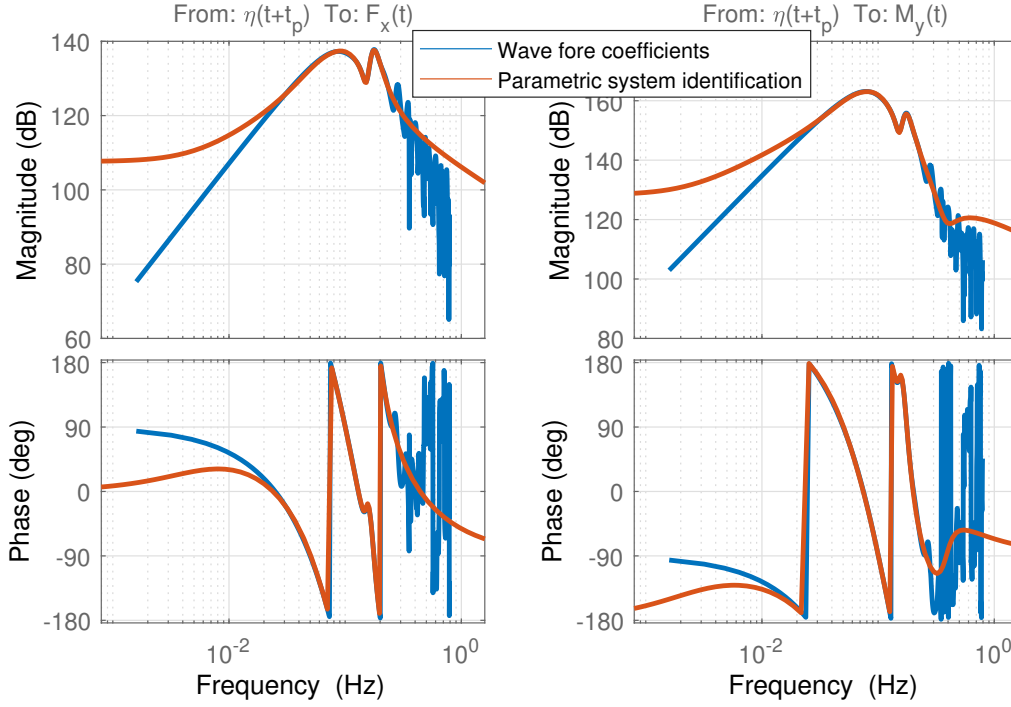 From: η(t+t_p)  To: F_x(t)
From: η(t+t_p)  To: M_y(t)
Wave fore coefficients
Parametric system identification
Magnitude (dB)
140
120
100
80
60
Magnitude (dB)
160
140
120
100
80
Phase (deg)
180
90
0
-90
-180
Phase (deg)
180
90
0
-90
-180
10^-2
10^0
Frequency (Hz)
10^-2
10^0
Frequency (Hz)